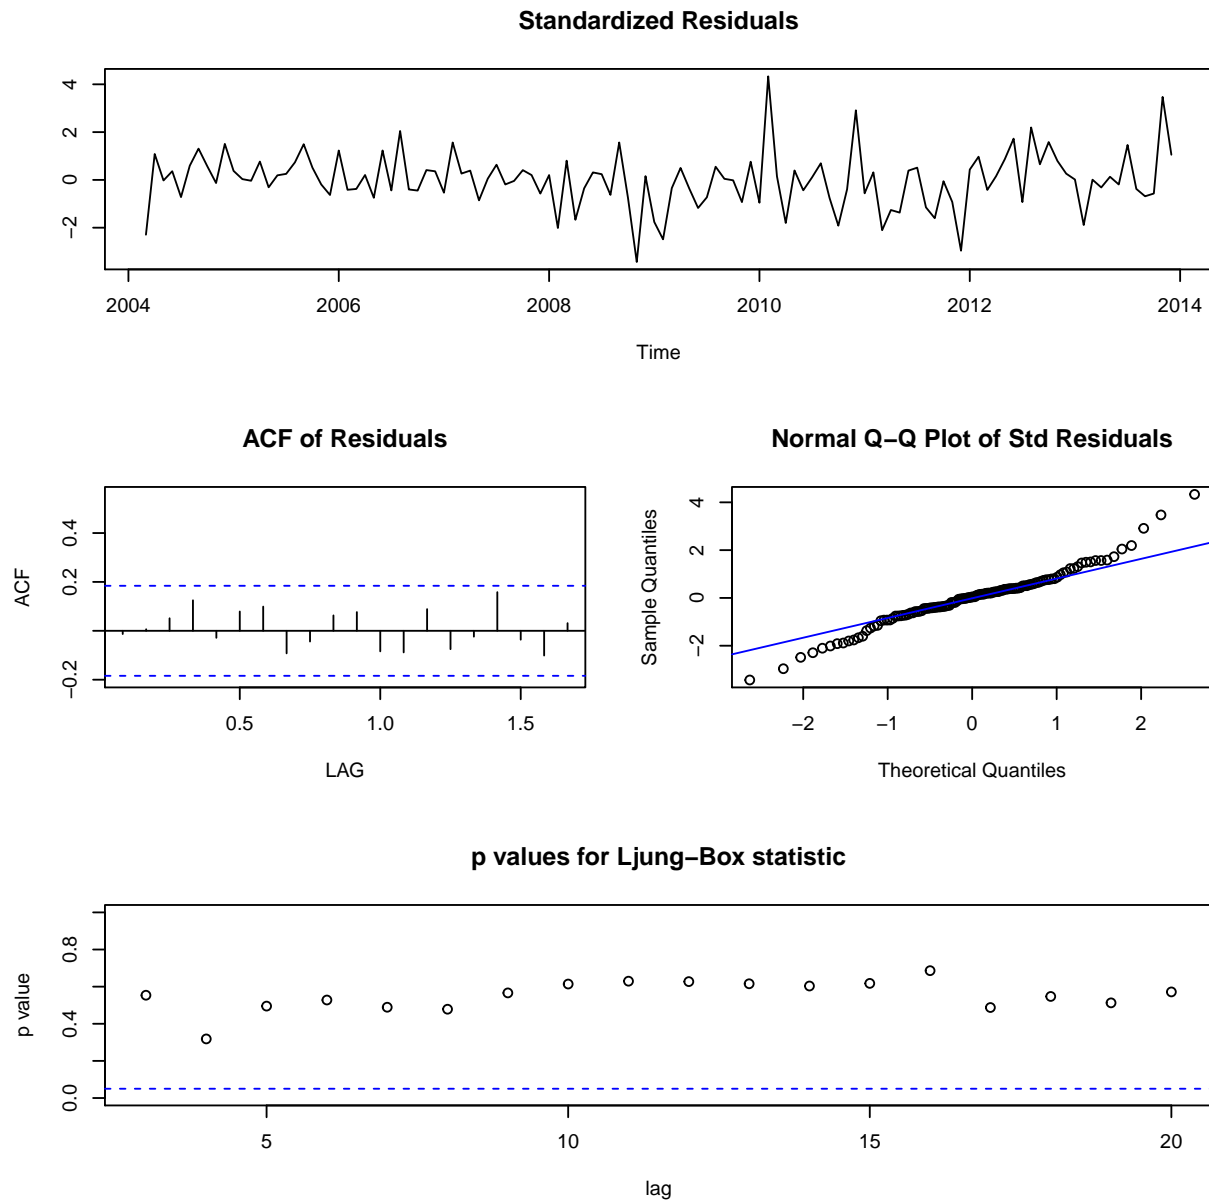 Standardized Residuals
4
2
0
−2
2004 2006 2008 2010 2012 2014
Time
ACF of Residuals
0.4
0.2
−0.2
ACF
0.5 1.0 1.5
LAG
Normal Q−Q Plot of Std Residuals
4
2
0
−2
Sample Quantiles
−2 −1 0 1 2
Theoretical Quantiles
p values for Ljung−Box statistic
0.8
0.4
0.0
p value
5 10 15 20
lag